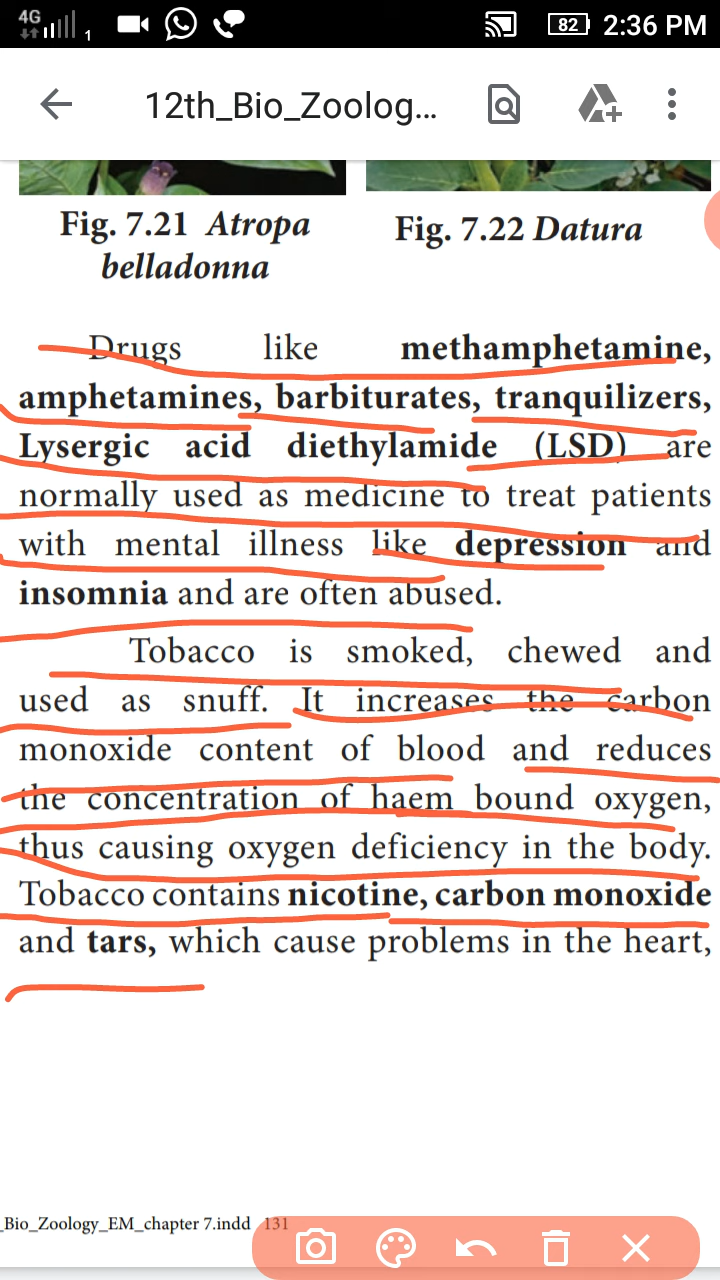 4G
1
82 2:36 PM
12th_Bio_Zoolog...
Fig. 7.21 Atropa
belladonna
Fig. 7.22 Datura
Drugs like methamphetamine,
amphetamines, barbiturates, tranquilizers,
Lysergic acid diethylamide (LSD) are
normally used as medicine to treat patients
with mental illness like depression and
insomnia and are often abused.
Tobacco is smoked, chewed and
used as snuff. It increases the carbon
monoxide content of blood and reduces
the concentration of haem bound oxygen,
thus causing oxygen deficiency in the body.
Tobacco contains nicotine, carbon monoxide
and tars, which cause problems in the heart,
_Bio_Zoology_EM_chapter 7.indd 131